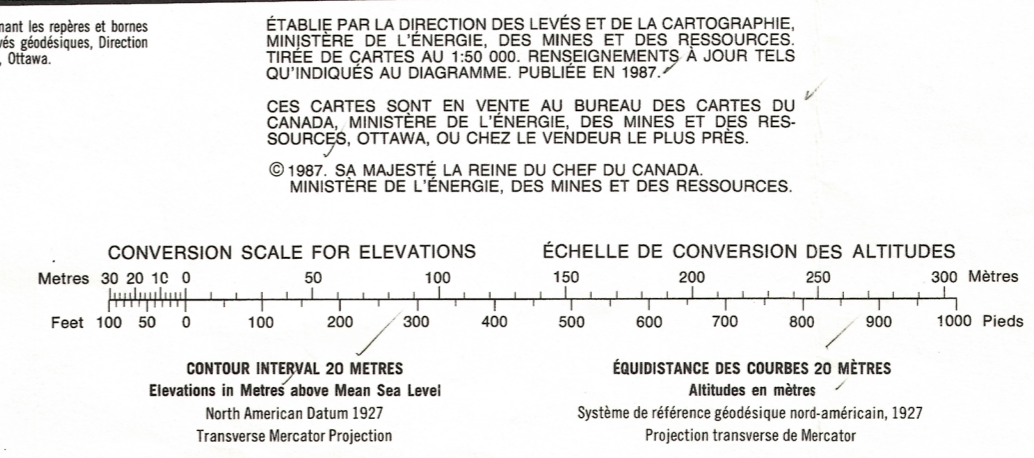 nant les repères et bornes
vés géodésiques, Direction
, Ottawa.
ÉTABLIE PAR LA DIRECTION DES LEVÉS ET DE LA CARTOGRAPHIE,
MINISTÈRE DE L'ÉNERGIE, DES MINES ET DES RESSOURCES.
TIRÉE DE CARTES AU 1:50 000. RENSEIGNEMENTS À JOUR TELS
QU'INDIQUÉS AU DIAGRAMME. PUBLIÉE EN 1987.
CES CARTES SONT EN VENTE AU BUREAU DES CARTES DU
CANADA, MINISTÈRE DE L'ÉNERGIE, DES MINES ET DES RES-
SOURCES, OTTAWA, OU CHEZ LE VENDEUR LE PLUS PRÈS.
© 1987. SA MAJESTÉ LA REINE DU CHEF DU CANADA.
MINISTÈRE DE L'ÉNERGIE, DES MINES ET DES RESSOURCES.
CONVERSION SCALE FOR ELEVATIONS ÉCHELLE DE CONVERSION DES ALTITUDES
Metres 30 20 10 0 50 100 150 200 250 300 Mètres
Feet 100 50 0 100 200 300 400 500 600 700 800 900 1000 Pieds
CONTOUR INTERVAL 20 METRES
Elevations in Metres above Mean Sea Level
North American Datum 1927
Transverse Mercator Projection
ÉQUIDISTANCE DES COURBES 20 MÈTRES
Altitudes en mètres
Système de référence géodésique nord-américain, 1927
Projection transverse de Mercator